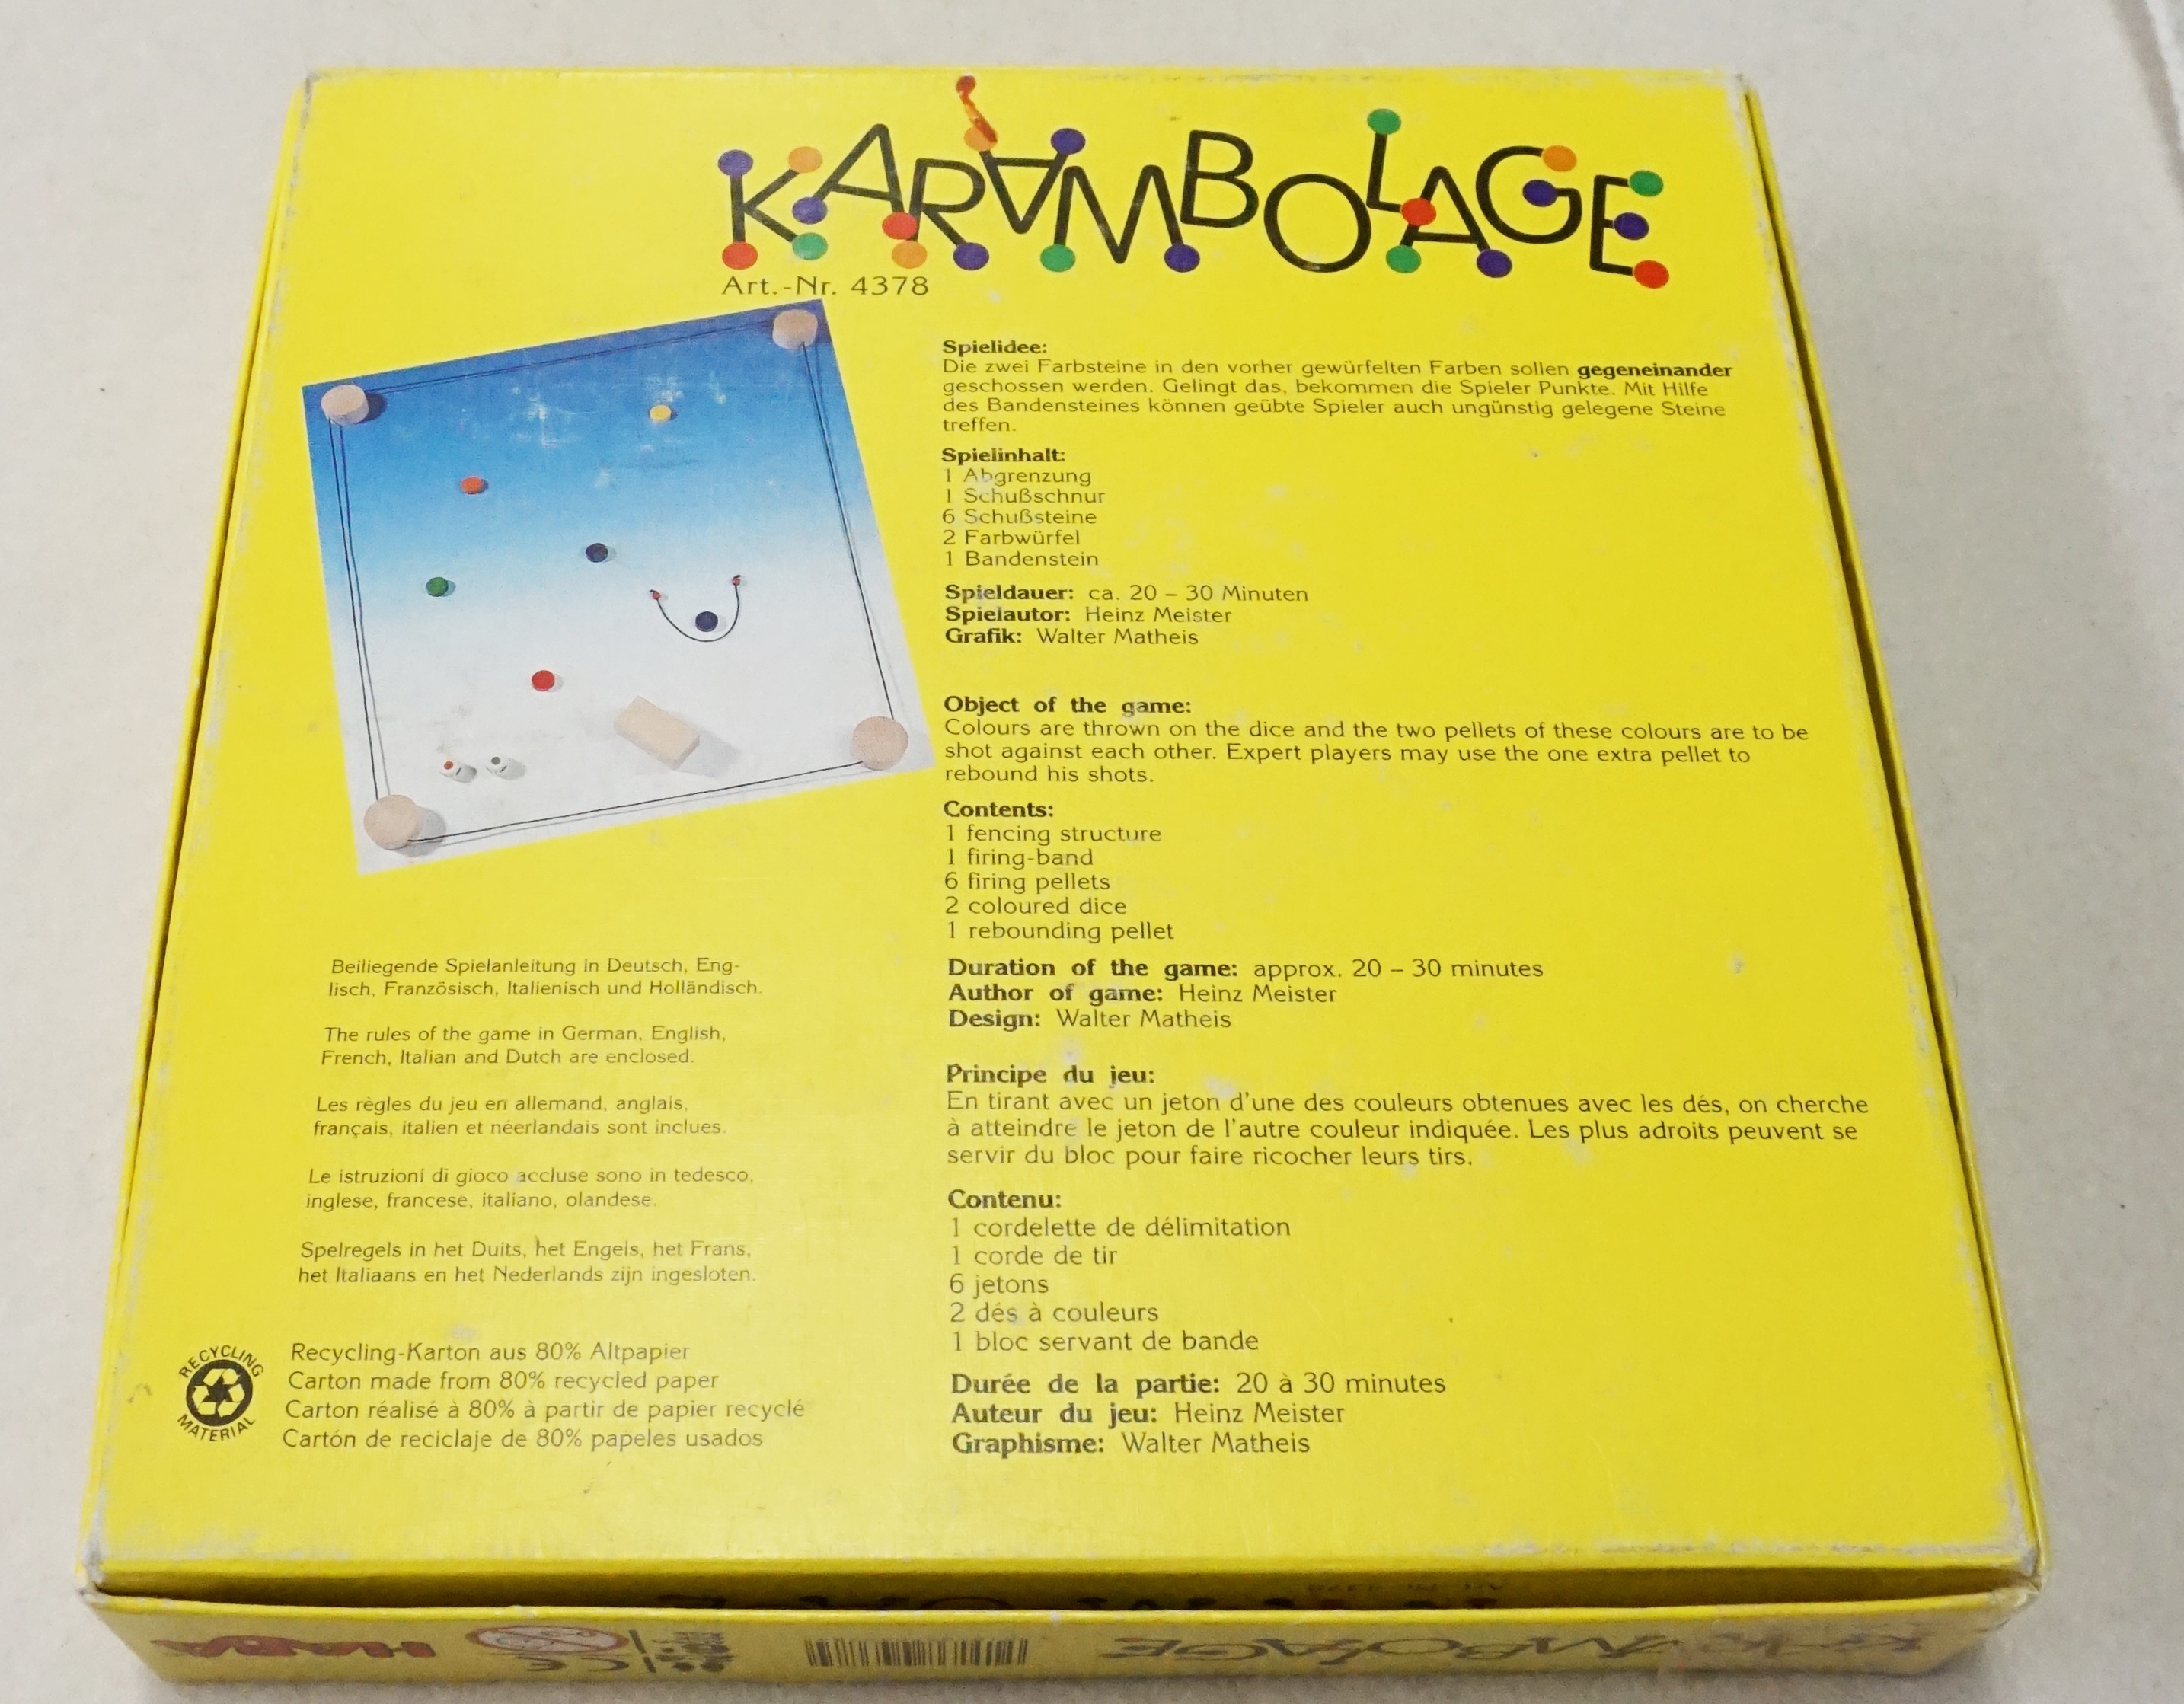 KARAMBOLAGE
Art.-Nr. 4378
Spielidee:
Die zwei Farbsteine in den vorher gewürfelten Farben sollen gegeneinander
geschossen werden. Gelingt das, bekommen die Spieler Punkte. Mit Hilfe
des Bandensteines können geübte Spieler auch ungünstig gelegene Steine
treffen.
Spielinhalt:
1 Abgrenzung
1 Schußschnur
6 Schußsteine
2 Farbwürfel
1 Bandenstein
Spieldauer: ca. 20 – 30 Minuten
Spielautor: Heinz Meister
Grafik: Walter Matheis
Object of the game:
Colours are thrown on the dice and the two pellets of these colours are to be
shot against each other. Expert players may use the one extra pellet to
rebound his shots.
Contents:
1 fencing structure
1 firing-band
6 firing pellets
2 coloured dice
1 rebounding pellet
Duration of the game: approx. 20 – 30 minutes
Author of game: Heinz Meister
Design: Walter Matheis
Principe du jeu:
En tirant avec un jeton d'une des couleurs obtenues avec les dés, on cherche
à atteindre le jeton de l'autre couleur indiquée. Les plus adroits peuvent se
servir du bloc pour faire ricocher leurs tirs.
Contenu:
1 cordelette de délimitation
1 corde de tir
6 jetons
2 dés à couleurs
1 bloc servant de bande
Durée de la partie: 20 à 30 minutes
Auteur du jeu: Heinz Meister
Graphisme: Walter Matheis
Beiliegende Spielanleitung in Deutsch, Eng-
lisch, Französisch, Italienisch und Holländisch.
The rules of the game in German, English,
French, Italian and Dutch are enclosed.
Les règles du jeu en allemand, anglais,
français, italien et néerlandais sont inclues.
Le istruzioni di gioco accluse sono in tedesco,
inglese, francese, italiano, olandese.
Spelregels in het Duits, het Engels, het Frans,
het Italiaans en het Nederlands zijn ingesloten.
RECYCLING
MATERIAL
Recycling-Karton aus 80% Altpapier
Carton made from 80% recycled paper
Carton réalisé à 80% à partir de papier recyclé
Cartón de reciclaje de 80% papeles usados
HABA
CE
KARAMBOLAGE